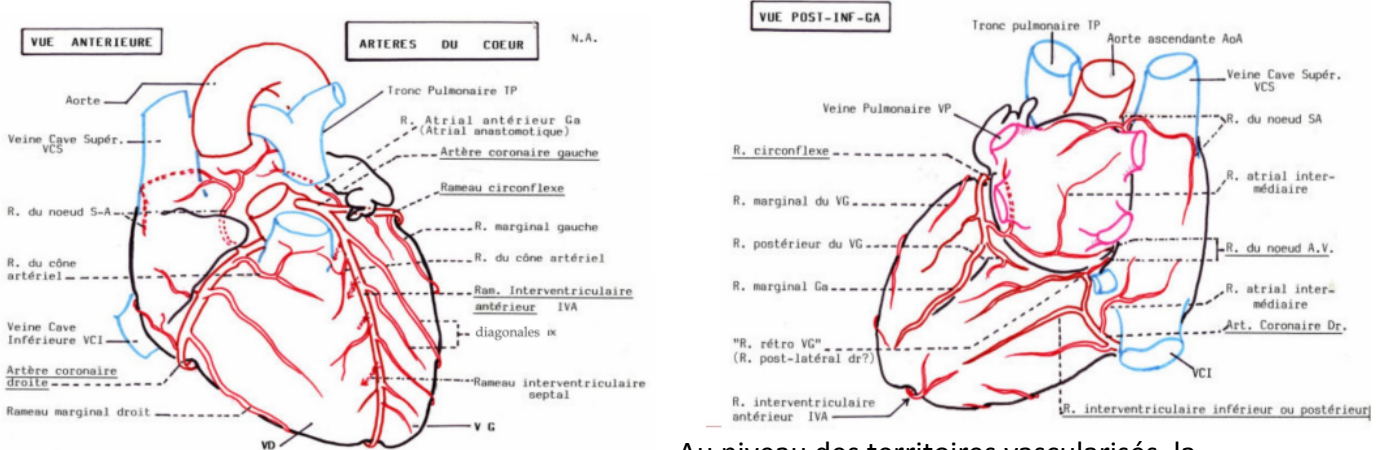 VUE ANTERIEURE
ARTERES DU COEUR
N.A.
Aorte
Veine Cave Supér.
VCS
R. du noeud S-A
R. du cône
artériel
Veine Cave
Inférieure VCI
Artère coronaire
droite
Rameau marginal droit
VD
Tronc Pulmonaire TP
R. Atrial antérieur Ga
(Atrial anastomotique)
Artère coronaire gauche
Rameau circonflexe
R. marginal gauche
R. du cône artériel
Ram. Interventriculaire
antérieur IVA
diagonales IX
Rameau interventriculaire
septal
V G
VUE POST-INF-GA
Tronc pulmonaire TP
Aorte ascendante AoA
Veine Cave Supér.
VCS
Veine Pulmonaire VP
R. du noeud SA
R. circonflexe
R. atrial inter-
médiaire
R. marginal du VG
R. postérieur du VG
R. du noeud A.V.
R. marginal Ga
R. atrial inter-
médiaire
Art. Coronaire Dr.
"R. rétro VG"
(R. post-latéral dr?)
VCI
R. interventriculaire
antérieur IVA
R. interventriculaire inférieur ou postérieur
Au niveau des territoires vascularisés, la